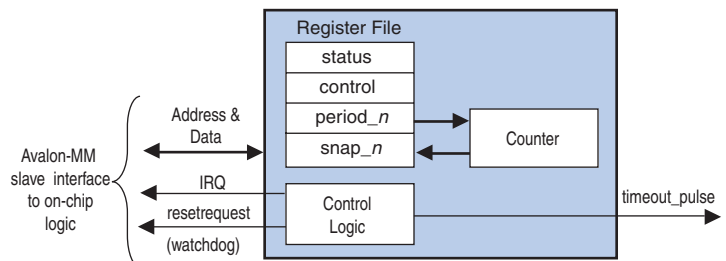 Register File
status
control
period_n
snap_n
Counter
Address &
Data
Avalon-MM
slave interface
to on-chip
logic
IRQ
resetrequest
(watchdog)
Control
Logic
timeout_pulse